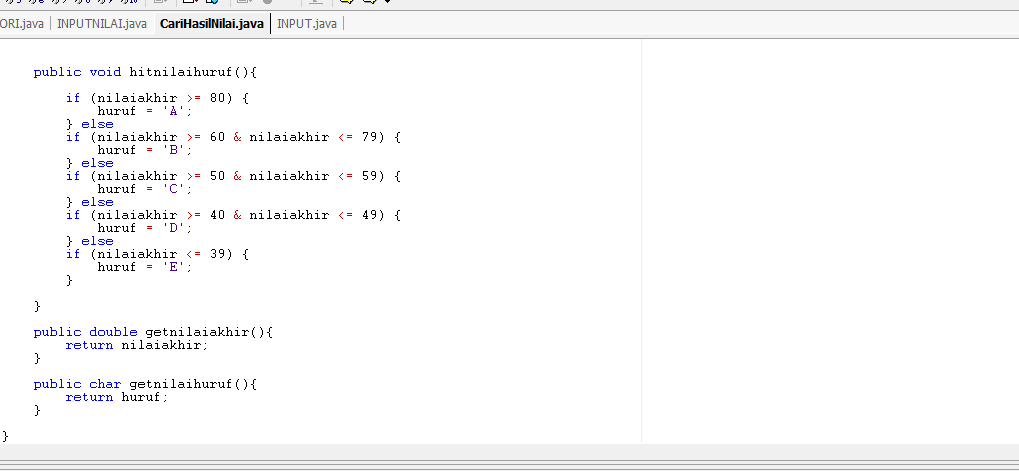 ORI.java INPUTNILAI.java CariHasilNilai.java INPUT.java
public void hitnilaihuruf(){
if (nilaiakhir >= 80) {
huruf = 'A';
} else
if (nilaiakhir >= 60 & nilaiakhir <= 79) {
huruf = 'B';
} else
if (nilaiakhir >= 50 & nilaiakhir <= 59) {
huruf = 'C';
} else
if (nilaiakhir >= 40 & nilaiakhir <= 49) {
huruf = 'D';
} else
if (nilaiakhir <= 39) {
huruf = 'E';
}
}
public double getnilaiakhir(){
return nilaiakhir;
}
public char getnilaihuruf(){
return huruf;
}
}